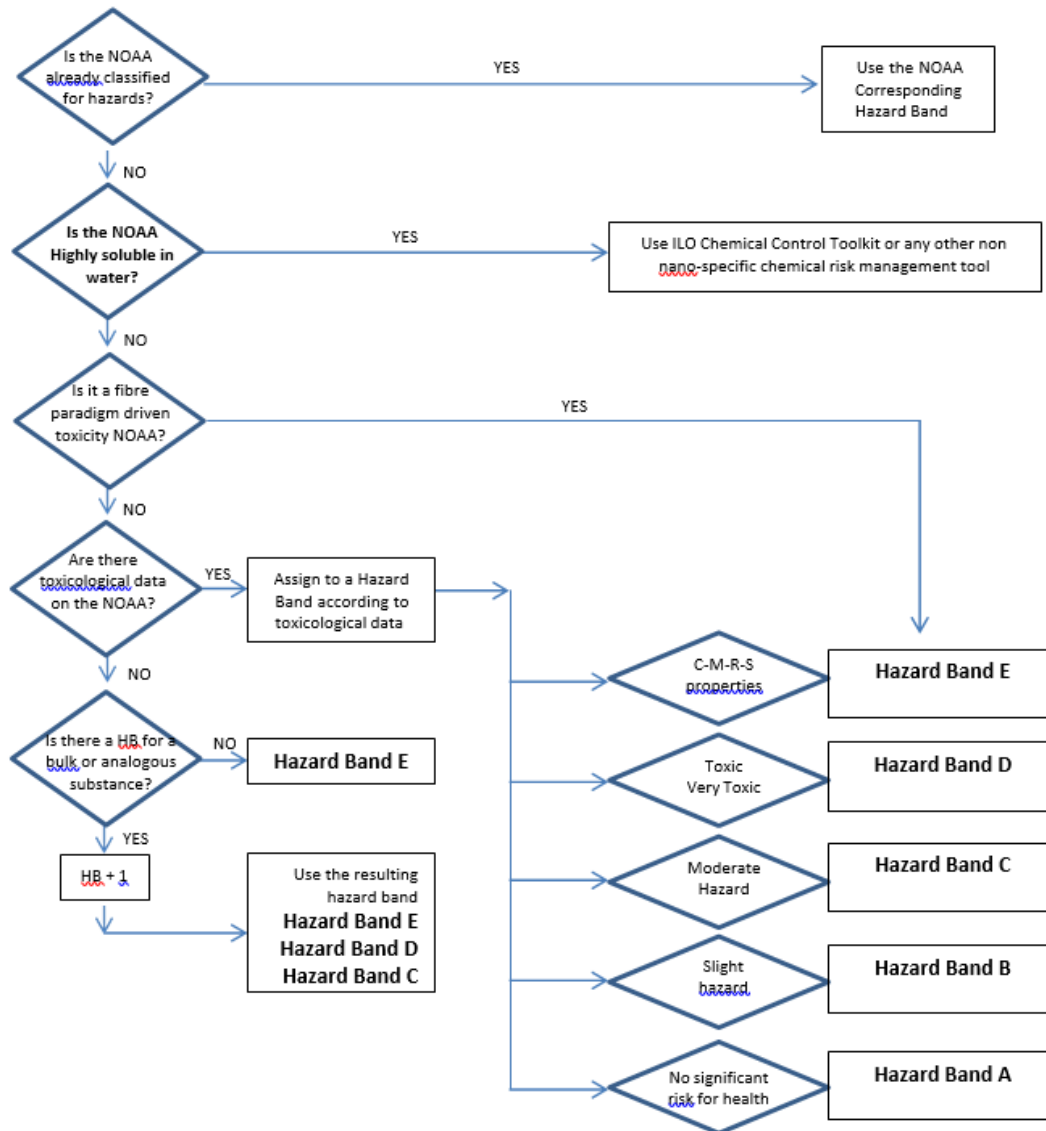 Is the NOAA
already classified
for hazards?
YES
Use the NOAA
Corresponding
Hazard Band
NO
Is the NOAA
Highly soluble in
water?
YES
Use ILO Chemical Control Toolkit or any other non
nano-specific chemical risk management tool
NO
Is it a fibre
paradigm driven
toxicity NOAA?
YES
NO
Are there
toxicological data
on the NOAA?
YES
Assign to a Hazard
Band according to
toxicological data
NO
C-M-R-S
properties
Hazard Band E
Is there a HB for a
bulk or analogous
substance?
NO
Hazard Band E
Toxic
Very Toxic
Hazard Band D
YES
HB + 1
Use the resulting
hazard band
Hazard Band E
Hazard Band D
Hazard Band C
Moderate
Hazard
Hazard Band C
Slight
hazard
Hazard Band B
No significant
risk for health
Hazard Band A